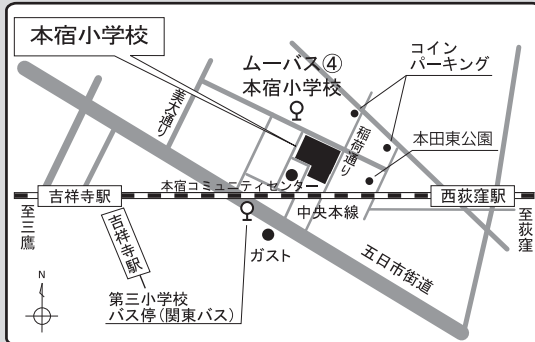 本宿小学校
ムーバス④
本宿小学校
コイン
パーキング
美大通り
稲荷通り
本田東公園
本宿コミュニティセンター
吉祥寺駅
西荻窪駅
至三鷹
中央本線
至荻窪
吉祥寺駅
ガスト
五日市街道
N
第三小学校
バス停(関東バス)